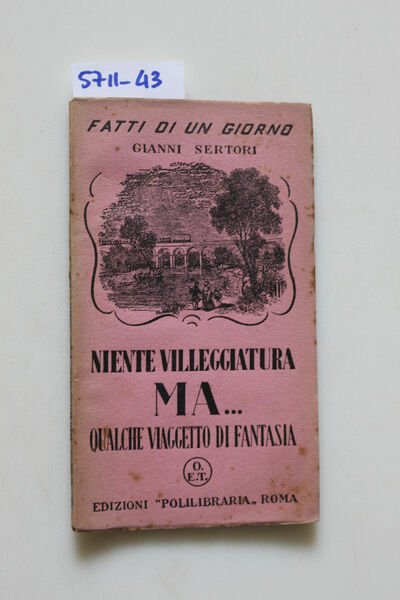 5711-43
FATTI DI UN GIORNO
GIANNI SERTORI
NIENTE VILLEGGIATURA
MA...
QUALCHE VIAGGETTO DI FANTASIA
O.
E.T.
EDIZIONI "POLILIBRARIA„ ROMA